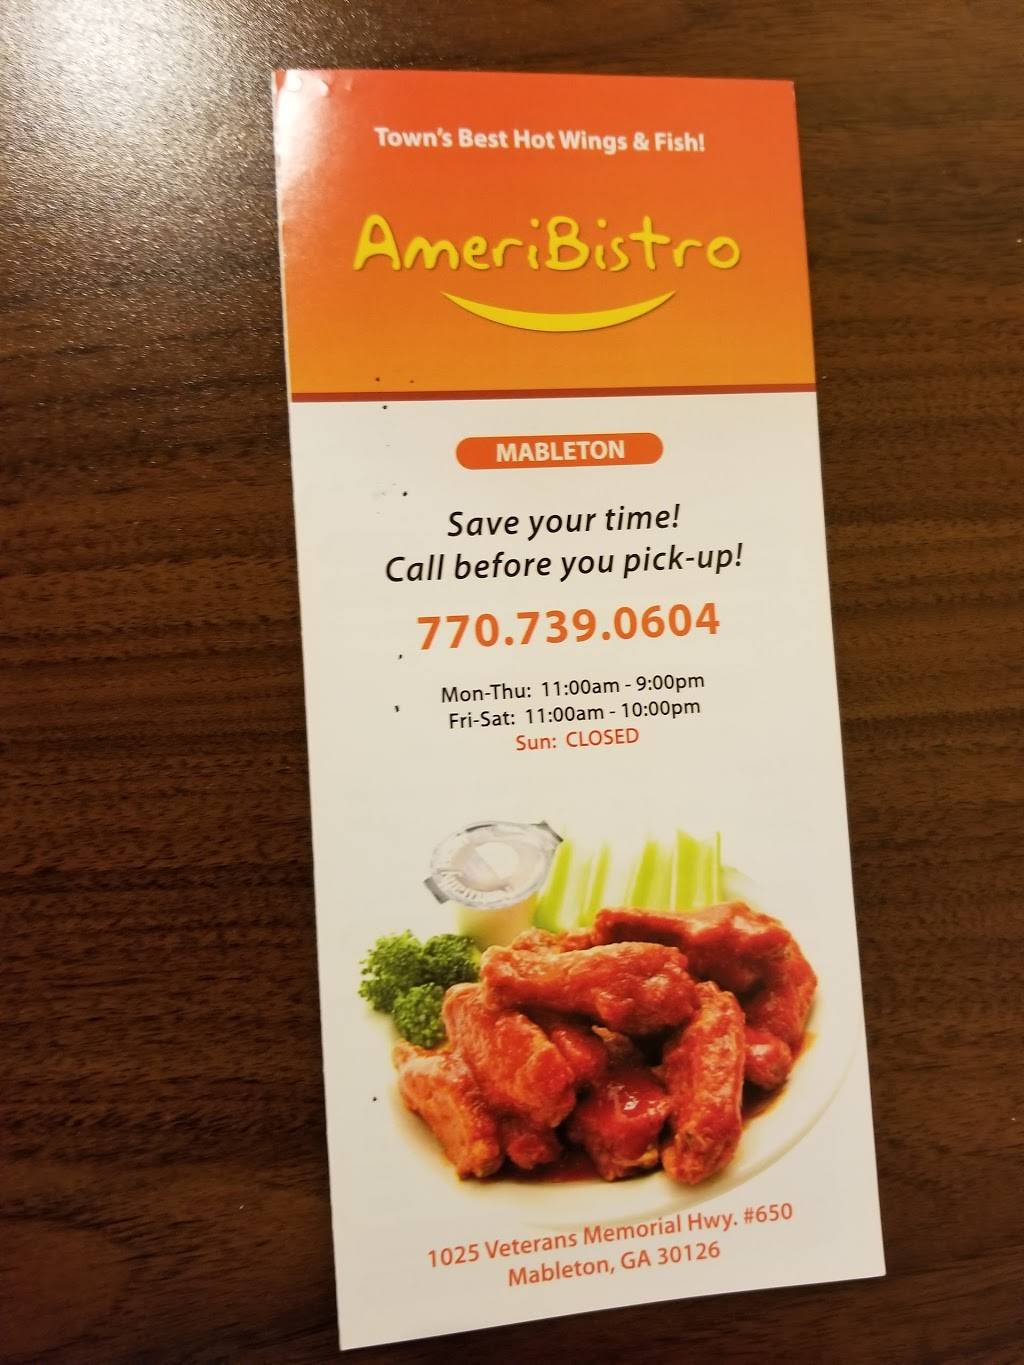 Town's Best Hot Wings & Fish!
AmeriBistro
MABLETON
Save your time!
Call before you pick-up!
770.739.0604
Mon-Thu: 11:00am - 9:00pm
Fri-Sat: 11:00am - 10:00pm
Sun: CLOSED
1025 Veterans Memorial Hwy. #650
Mableton, GA 30126